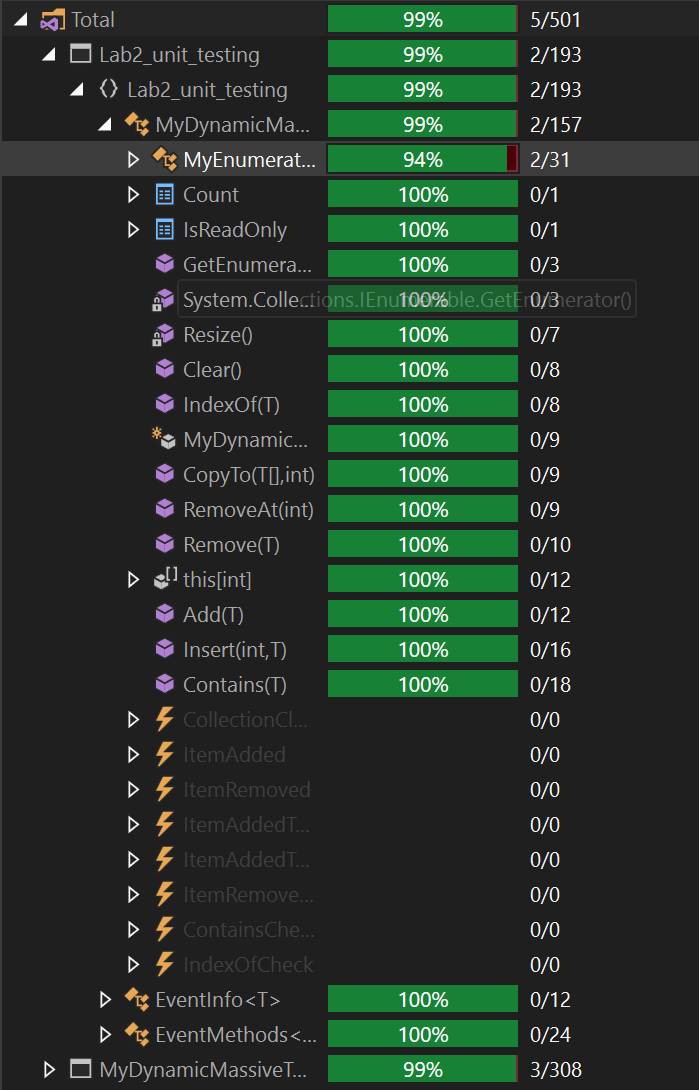 Total 99% 5/501
Lab2_unit_testing 99% 2/193
Lab2_unit_testing 99% 2/193
MyDynamicMa... 99% 2/157
MyEnumerat... 94% 2/31
Count 100% 0/1
IsReadOnly 100% 0/1
GetEnumera... 100% 0/3
System.Collections.IEnumerable.GetEnumerator() 100% 0/3
Resize() 100% 0/7
Clear() 100% 0/8
IndexOf(T) 100% 0/8
MyDynamic... 100% 0/9
CopyTo(T[],int) 100% 0/9
RemoveAt(int) 100% 0/9
Remove(T) 100% 0/10
this[int] 100% 0/12
Add(T) 100% 0/12
Insert(int,T) 100% 0/16
Contains(T) 100% 0/18
CollectionCl... 0/0
ItemAdded 0/0
ItemRemoved 0/0
ItemAddedT... 0/0
ItemAddedT... 0/0
ItemRemove... 0/0
ContainsChe... 0/0
IndexOfCheck 0/0
EventInfo<T> 100% 0/12
EventMethods<... 100% 0/24
MyDynamicMassiveT... 99% 3/308